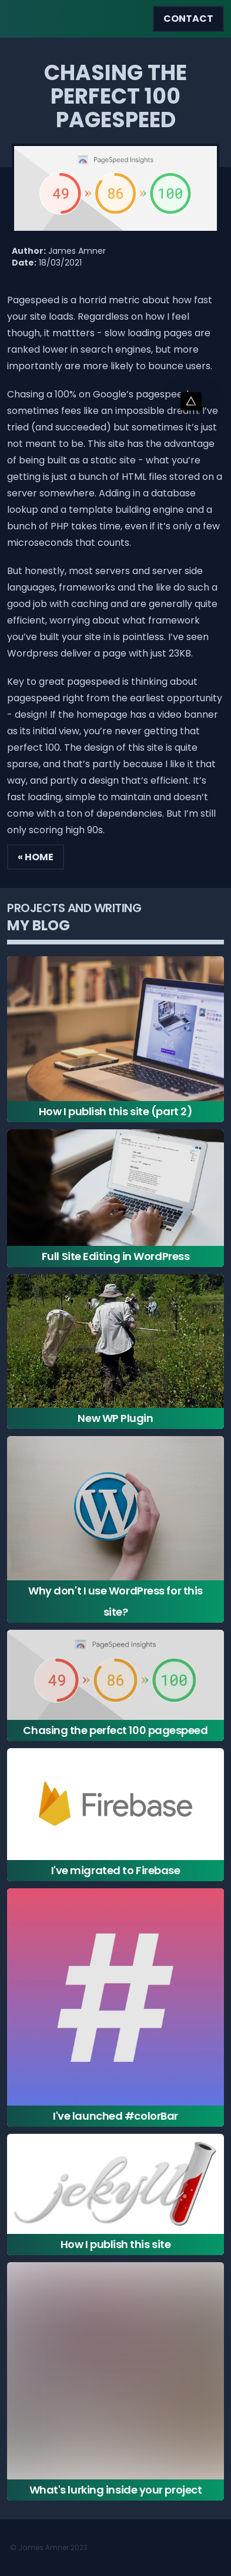 CONTACT
CHASING THE
PERFECT 100
PAGESPEED
PageSpeed Insights
49 » 86 » 100
Author: James Amner
Date: 18/03/2021
Pagespeed is a horrid metric about how fast
your site loads. Regardless on how I feel
though, it mattters - slow loading pages are
ranked lower in search engines, but more
importantly are more likely to bounce users.
Chasing a 100% on Google's pagespeed
economy of fees felt like an impossible dream. I've
tried (and succeeded) but sometimes it's just
not meant to be. This site has the advantage
of being built as a static site - what you're
getting is just a bunch of HTML files stored on a
server somewhere. Adding in a database
lookup and a template building engine and a
bunch of PHP takes time, even if it's only a few
microseconds that counts.
But honestly, most servers and server side
languages, frameworks and the like do such a
good job with caching and are generally quite
efficient, worrying about what framework
you've built your site in is pointless. I've seen
Wordpress deliver a page with just 23KB.
Key to great pagespeed is thinking about
pagespeed right from the earliest opportunity
- design! If the homepage has a video banner
as its initial view, you're never getting that
perfect 100. The design of this site is quite
sparse, and that's partly because I like it that
way, and partly a design that's efficient. It's
fast loading, simple to maintain and doesn't
come with a ton of dependencies. But I'm still
only scoring high 90s.
« HOME
PROJECTS AND WRITING
MY BLOG
How I publish this site (part 2)
Full Site Editing in WordPress
New WP Plugin
Why don't I use WordPress for this
site?
PageSpeed Insights
49 » 86 » 100
Chasing the perfect 100 pagespeed
Firebase
I've migrated to Firebase
#
I've launched #colorBar
jekyll
How I publish this site
What's lurking inside your project
© James Amner 2023